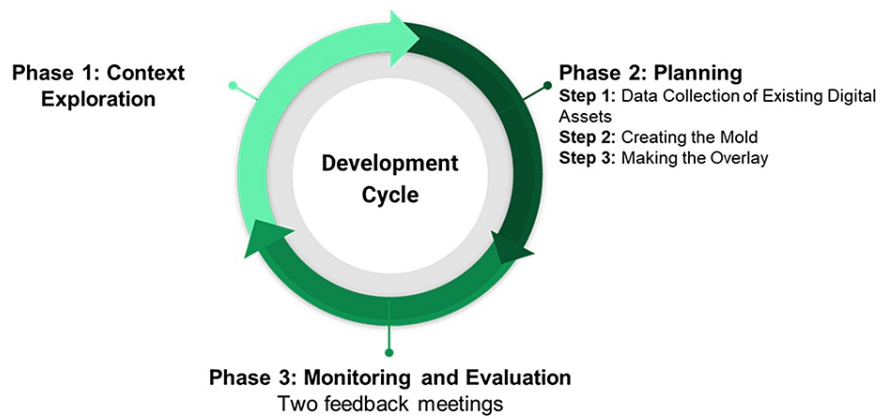 Phase 1: Context
Exploration
Development
Cycle
Phase 2: Planning
Step 1: Data Collection of Existing Digital
Assets
Step 2: Creating the Mold
Step 3: Making the Overlay
Phase 3: Monitoring and Evaluation
Two feedback meetings